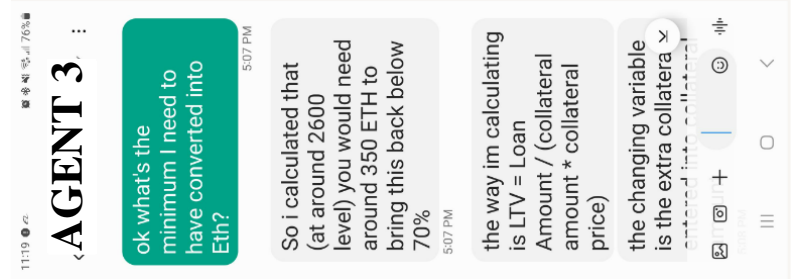 11:19
76%
AGENT 3
ok what's the
minimum I need to
have converted into
Eth?
5:07 PM
So i calculated that
(at around 2600
level) you would need
around 350 ETH to
bring this back below
70%
5:07 PM
the way im calculating
is LTV = Loan
Amount / (collateral
amount * collateral
price)
the changing variable
is the extra collatera
entered into collateral